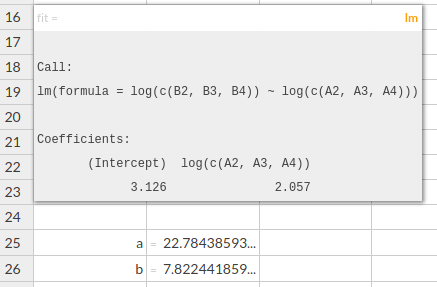 16 fit = lm
17
18 Call:
19 lm(formula = log(c(B2, B3, B4)) ~ log(c(A2, A3, A4)))
20
21 Coefficients:
22 (Intercept) log(c(A2, A3, A4))
23 3.126 2.057
24
25 a = 22.78438593...
26 b = 7.822441859...